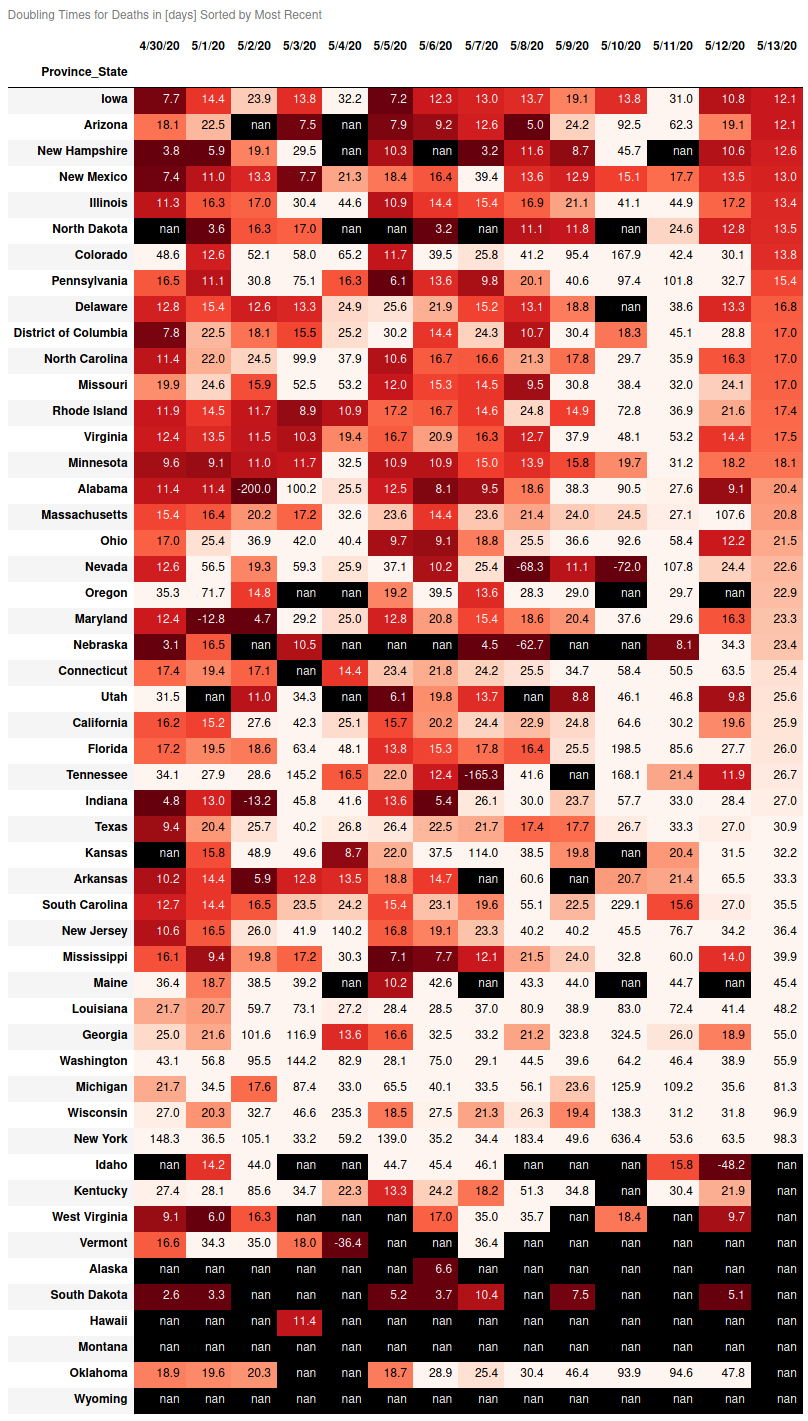 Doubling Times for Deaths in [days] Sorted by Most Recent
4/30/20 5/1/20 5/2/20 5/3/20 5/4/20 5/5/20 5/6/20 5/7/20 5/8/20 5/9/20 5/10/20 5/11/20 5/12/20 5/13/20
Province_State
Iowa 7.7 14.4 23.9 13.8 32.2 7.2 12.3 13.0 13.7 19.1 13.8 31.0 10.8 12.1
Arizona 18.1 22.5 nan 7.5 nan 7.9 9.2 12.6 5.0 24.2 92.5 62.3 19.1 12.1
New Hampshire 3.8 5.9 19.1 29.5 nan 10.3 nan 3.2 11.6 8.7 45.7 nan 10.6 12.6
New Mexico 7.4 11.0 13.3 7.7 21.3 18.4 16.4 39.4 13.6 12.9 15.1 17.7 13.5 13.0
Illinois 11.3 16.3 17.0 30.4 44.6 10.9 14.4 15.4 16.9 21.1 41.1 44.9 17.2 13.4
North Dakota nan 3.6 16.3 17.0 nan nan 3.2 nan 11.1 11.8 nan 24.6 12.8 13.5
Colorado 48.6 12.6 52.1 58.0 65.2 11.7 39.5 25.8 41.2 95.4 167.9 42.4 30.1 13.8
Pennsylvania 16.5 11.1 30.8 75.1 16.3 6.1 13.6 9.8 20.1 40.6 97.4 101.8 32.7 15.4
Delaware 12.8 15.4 12.6 13.3 24.9 25.6 21.9 15.2 13.1 18.8 nan 38.6 13.3 16.8
District of Columbia 7.8 22.5 18.1 15.5 25.2 30.2 14.4 24.3 10.7 30.4 18.3 45.1 28.8 17.0
North Carolina 11.4 22.0 24.5 99.9 37.9 10.6 16.7 16.6 21.3 17.8 29.7 35.9 16.3 17.0
Missouri 19.9 24.6 15.9 52.5 53.2 12.0 15.3 14.5 9.5 30.8 38.4 32.0 24.1 17.0
Rhode Island 11.9 14.5 11.7 8.9 10.9 17.2 16.7 14.6 24.8 14.9 72.8 36.9 21.6 17.4
Virginia 12.4 13.5 11.5 10.3 19.4 16.7 20.9 16.3 12.7 37.9 48.1 53.2 14.4 17.5
Minnesota 9.6 9.1 11.0 11.7 32.5 10.9 10.9 15.0 13.9 15.8 19.7 31.2 18.2 18.1
Alabama 11.4 11.4 -200.0 100.2 25.5 12.5 8.1 9.5 18.6 38.3 90.5 27.6 9.1 20.4
Massachusetts 15.4 16.4 20.2 17.2 32.6 23.6 14.4 23.6 21.4 24.0 24.5 27.1 107.6 20.8
Ohio 17.0 25.4 36.9 42.0 40.4 9.7 9.1 18.8 25.5 36.6 92.6 58.4 12.2 21.5
Nevada 12.6 56.5 19.3 59.3 25.9 37.1 10.2 25.4 -68.3 11.1 -72.0 107.8 24.4 22.6
Oregon 35.3 71.7 14.8 nan nan 19.2 39.5 13.6 28.3 29.0 nan 29.7 nan 22.9
Maryland 12.4 -12.8 4.7 29.2 25.0 12.8 20.8 15.4 18.6 20.4 37.6 29.6 16.3 23.3
Nebraska 3.1 16.5 nan 10.5 nan nan nan 4.5 -62.7 nan nan 8.1 34.3 23.4
Connecticut 17.4 19.4 17.1 nan 14.4 23.4 21.8 24.2 25.5 34.7 58.4 50.5 63.5 25.4
Utah 31.5 nan 11.0 34.3 nan 6.1 19.8 13.7 nan 8.8 46.1 46.8 9.8 25.6
California 16.2 15.2 27.6 42.3 25.1 15.7 20.2 24.4 22.9 24.8 64.6 30.2 19.6 25.9
Florida 17.2 19.5 18.6 63.4 48.1 13.8 15.3 17.8 16.4 25.5 198.5 85.6 27.7 26.0
Tennessee 34.1 27.9 28.6 145.2 16.5 22.0 12.4 -165.3 41.6 nan 168.1 21.4 11.9 26.7
Indiana 4.8 13.0 -13.2 45.8 41.6 13.6 5.4 26.1 30.0 23.7 57.7 33.0 28.4 27.0
Texas 9.4 20.4 25.7 40.2 26.8 26.4 22.5 21.7 17.4 17.7 26.7 33.3 27.0 30.9
Kansas nan 15.8 48.9 49.6 8.7 22.0 37.5 114.0 38.5 19.8 nan 20.4 31.5 32.2
Arkansas 10.2 14.4 5.9 12.8 13.5 18.8 14.7 nan 60.6 nan 20.7 21.4 65.5 33.3
South Carolina 12.7 14.4 16.5 23.5 24.2 15.4 23.1 19.6 55.1 22.5 229.1 15.6 27.0 35.5
New Jersey 10.6 16.5 26.0 41.9 140.2 16.8 19.1 23.3 40.2 40.2 45.5 76.7 34.2 36.4
Mississippi 16.1 9.4 19.8 17.2 30.3 7.1 7.7 12.1 21.5 24.0 32.8 60.0 14.0 39.9
Maine 36.4 18.7 38.5 39.2 nan 10.2 42.6 nan 43.3 44.0 nan 44.7 nan 45.4
Louisiana 21.7 20.7 59.7 73.1 27.2 28.4 28.5 37.0 80.9 38.9 83.0 72.4 41.4 48.2
Georgia 25.0 21.6 101.6 116.9 13.6 16.6 32.5 33.2 21.2 323.8 324.5 26.0 18.9 55.0
Washington 43.1 56.8 95.5 144.2 82.9 28.1 75.0 29.1 44.5 39.6 64.2 46.4 38.9 55.9
Michigan 21.7 34.5 17.6 87.4 33.0 65.5 40.1 33.5 56.1 23.6 125.9 109.2 35.6 81.3
Wisconsin 27.0 20.3 32.7 46.6 235.3 18.5 27.5 21.3 26.3 19.4 138.3 31.2 31.8 96.9
New York 148.3 36.5 105.1 33.2 59.2 139.0 35.2 34.4 183.4 49.6 636.4 53.6 63.5 98.3
Idaho nan 14.2 44.0 nan nan 44.7 45.4 46.1 nan nan nan 15.8 -48.2 nan
Kentucky 27.4 28.1 85.6 34.7 22.3 13.3 24.2 18.2 51.3 34.8 nan 30.4 21.9 nan
West Virginia 9.1 6.0 16.3 nan nan nan 17.0 35.0 35.7 nan 18.4 nan 9.7 nan
Vermont 16.6 34.3 35.0 18.0 -36.4 nan nan 36.4 nan nan nan nan nan nan
Alaska nan nan nan nan nan nan 6.6 nan nan nan nan nan nan nan
South Dakota 2.6 3.3 nan nan nan 5.2 3.7 10.4 nan 7.5 nan nan 5.1 nan
Hawaii nan nan nan 11.4 nan nan nan nan nan nan nan nan nan nan
Montana nan nan nan nan nan nan nan nan nan nan nan nan nan nan
Oklahoma 18.9 19.6 20.3 nan nan 18.7 28.9 25.4 30.4 46.4 93.9 94.6 47.8 nan
Wyoming nan nan nan nan nan nan nan nan nan nan nan nan nan nan